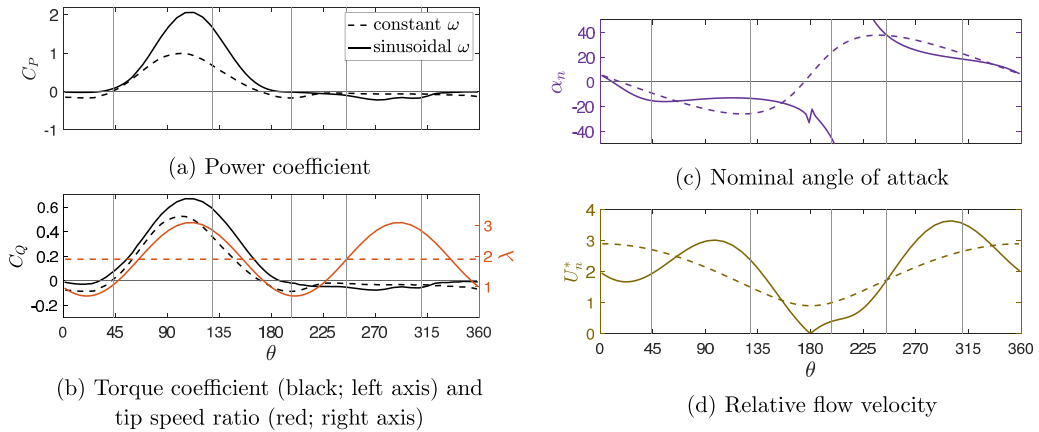 2
1
0
-1
C_P
constant ω
sinusoidal ω
(a) Power coefficient
0.6
0.4
0.2
0
-0.2
C_Q
3
2
1
λ
0 45 90 135 180 225 270 315 360
θ
(b) Torque coefficient (black; left axis) and
tip speed ratio (red; right axis)
40
20
0
-20
-40
α_n
(c) Nominal angle of attack
4
3
2
1
0
U_n^*
0 45 90 135 180 225 270 315 360
θ
(d) Relative flow velocity